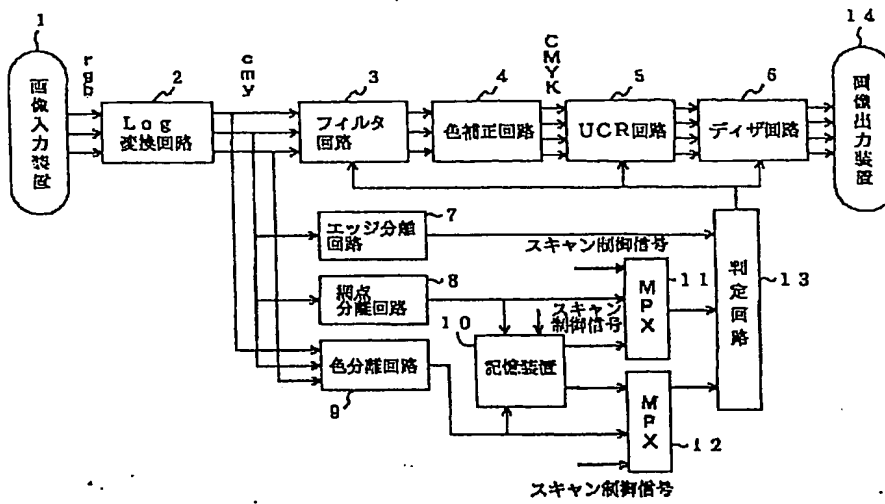 1
画像入力装置
rgb
2
Log
変換回路
cmy
3
フィルタ
回路
4
色補正回路
CMYK
5
UCR回路
6
ディザ回路
14
画像出力装置
7
エッジ分離
回路
スキャン制御信号
8
網点
分離回路
スキャン
制御信号
10
記憶装置
色分離回路
9
11
MPX
MPX
12
スキャン制御信号
13
判定回路